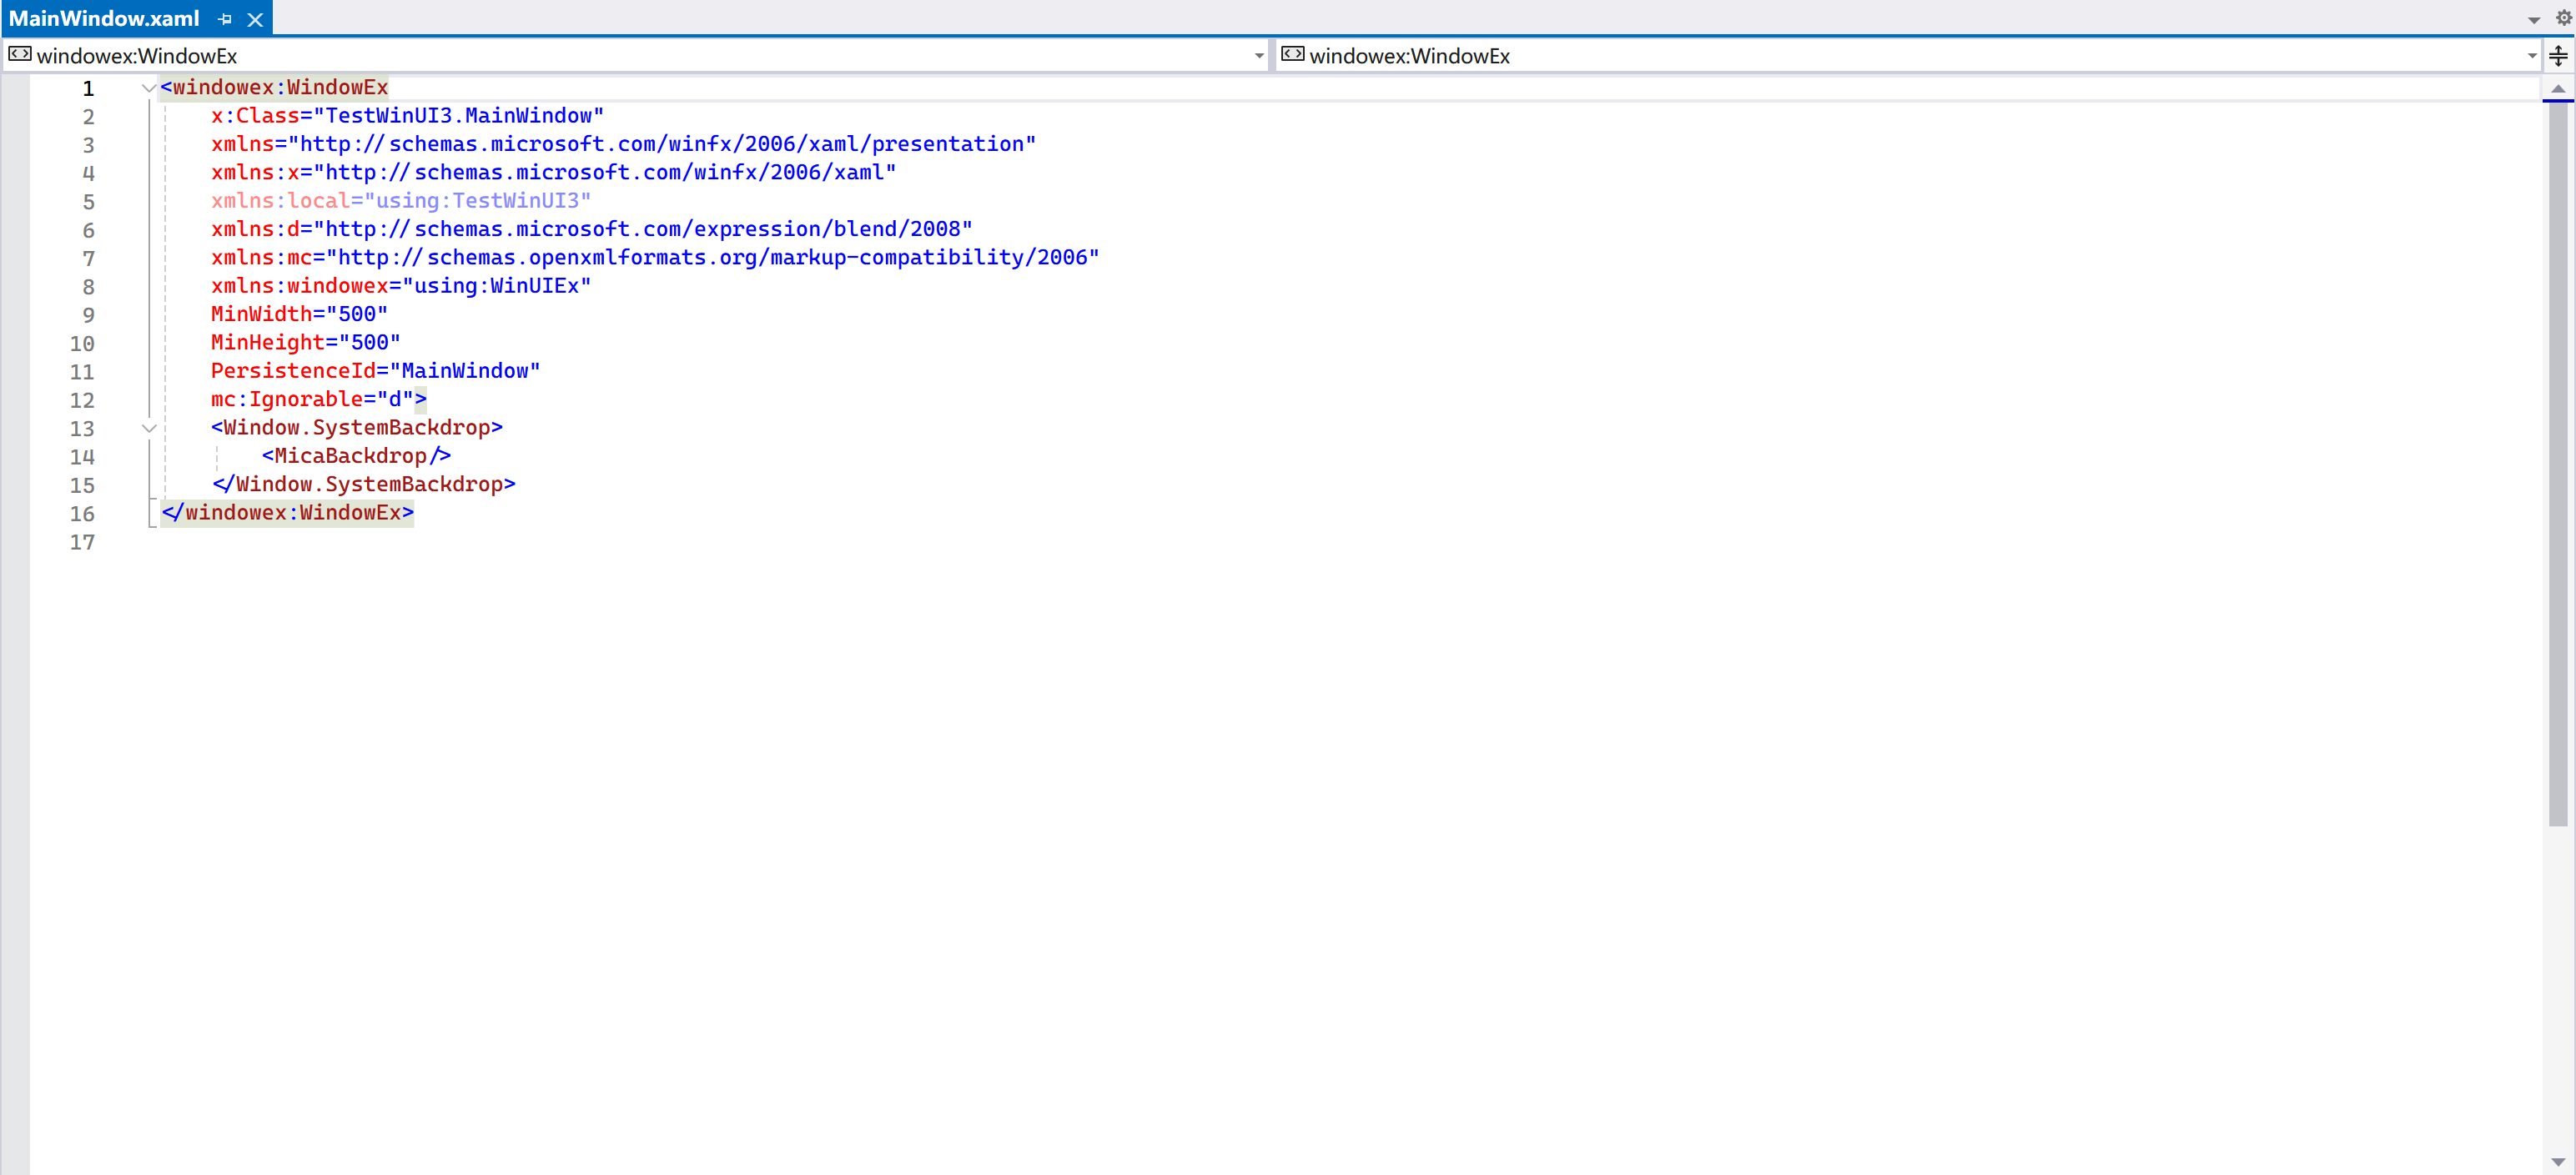 MainWindow.xaml
windowex:WindowEx windowex:WindowEx
1 <windowex:WindowEx
2 x:Class="TestWinUI3.MainWindow"
3 xmlns="http://schemas.microsoft.com/winfx/2006/xaml/presentation"
4 xmlns:x="http://schemas.microsoft.com/winfx/2006/xaml"
5 xmlns:local="using:TestWinUI3"
6 xmlns:d="http://schemas.microsoft.com/expression/blend/2008"
7 xmlns:mc="http://schemas.openxmlformats.org/markup-compatibility/2006"
8 xmlns:windowex="using:WinUIEx"
9 MinWidth="500"
10 MinHeight="500"
11 PersistenceId="MainWindow"
12 mc:Ignorable="d">
13 <Window.SystemBackdrop>
14 <MicaBackdrop/>
15 </Window.SystemBackdrop>
16 </windowex:WindowEx>
17